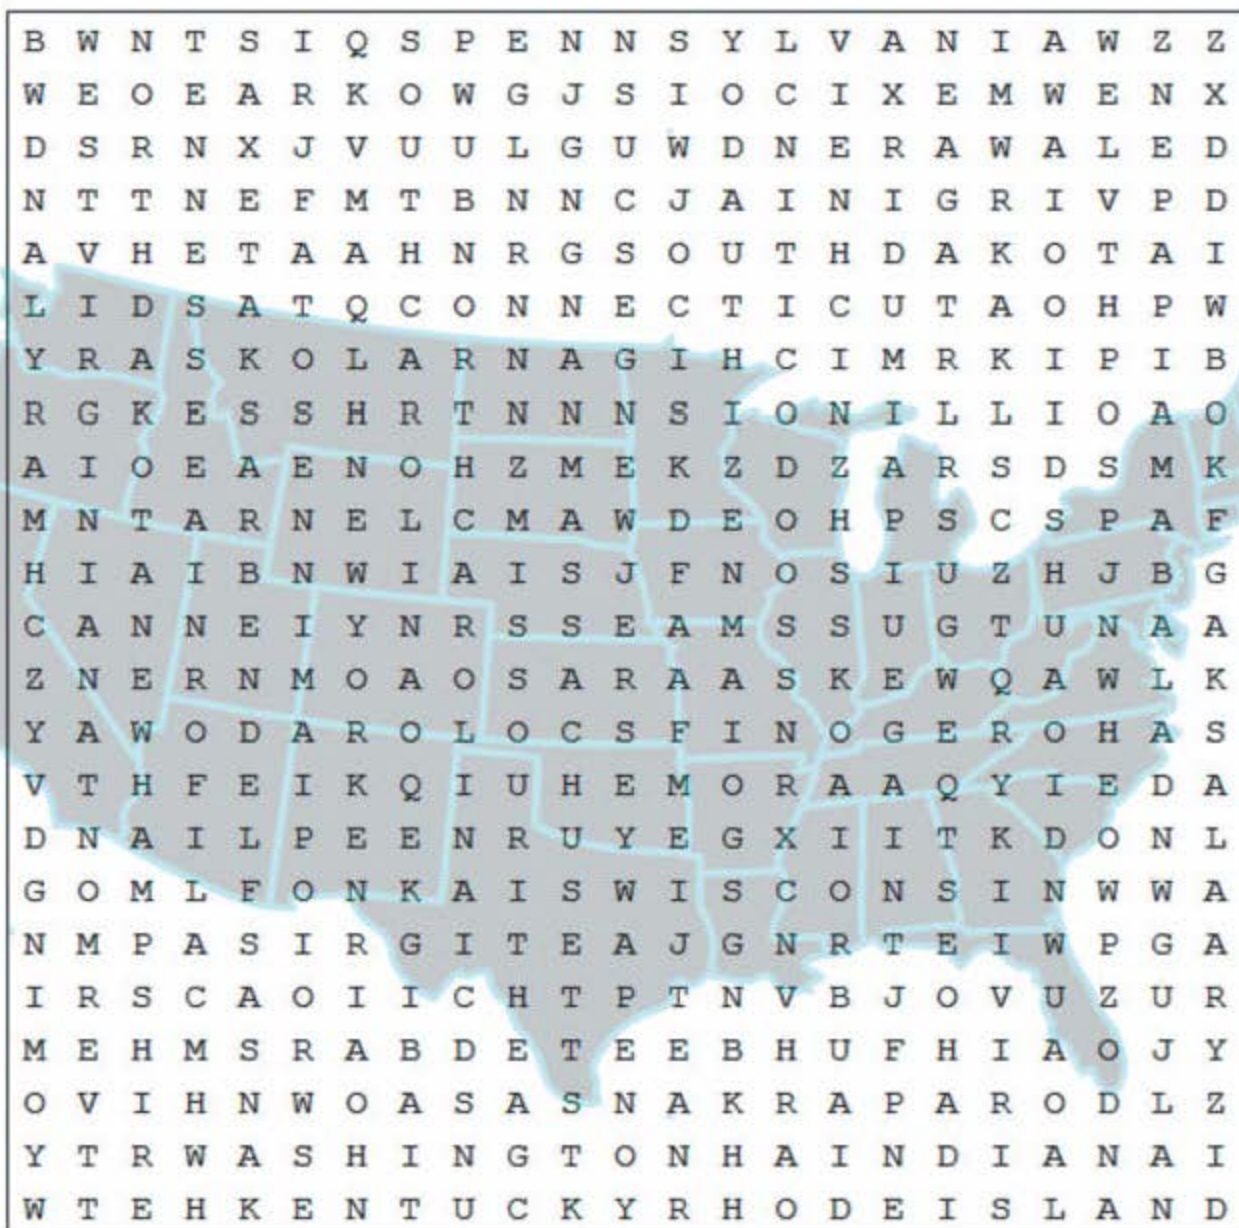 B W N T S I Q S P E N N S Y L V A N I A W Z Z
W E O E A R K O W G J S I O C I X E M W E N X
D S R N X J V U U L G U W D N E R A W A L E D
N T T N E F M T B N N C J A I N I G R I V P D
A V H E T A A H N R G S O U T H D A K O T A I
L I D S A T Q C O N N E C T I C U T A O H P W
Y R A S K O L A R N A G I H C I M R K I P I B
R G K E S S H R T N N N S I O N I L L I O A O
A I O E A E N O H Z M E K Z D Z A R S D S M K
M N T A R N E L C M A W D E O H P S C S P A F
H I A I B N W I A I S J F N O S I U Z H J B G
C A N N E I Y N R S S E A M S S U G T U N A A
Z N E R N M O A O S A R A A S K E W Q A W L K
Y A W O D A R O L O C S F I N O G E R O H A S
V T H F E I K Q I U H E M O R A A Q Y I E D A
D N A I L P E E N R U Y E G X I I T K D O N L
G O M L F O N K A I S W I S C O N S I N W W A
N M P A S I R G I T E A J G N R T E I W P G A
I R S C A O I I C H T P T N V B J O V U Z U R
M E H M S R A B D E T E E B H U F H I A O J Y
O V I H N W O A S A S N A K R A P A R O D L Z
Y T R W A S H I N G T O N H A I N D I A N A I
W T E H K E N T U C K Y R H O D E I S L A N D